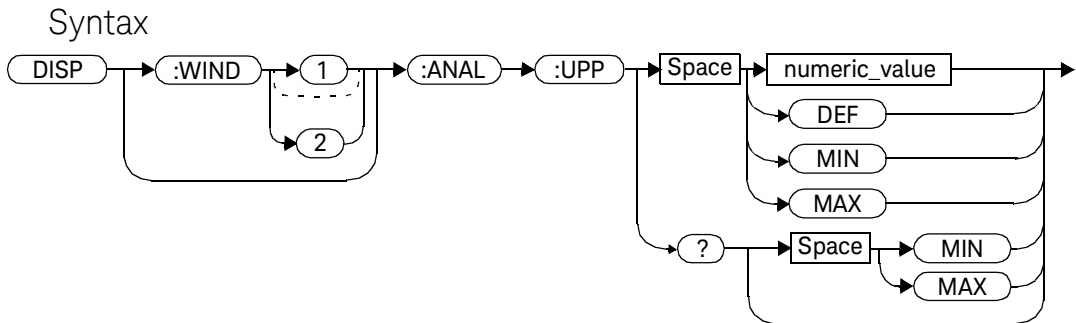 Syntax
DISP :WIND 1 :ANAL :UPP Space numeric_value
DEF
2
MIN
MAX
? Space MIN
MAX